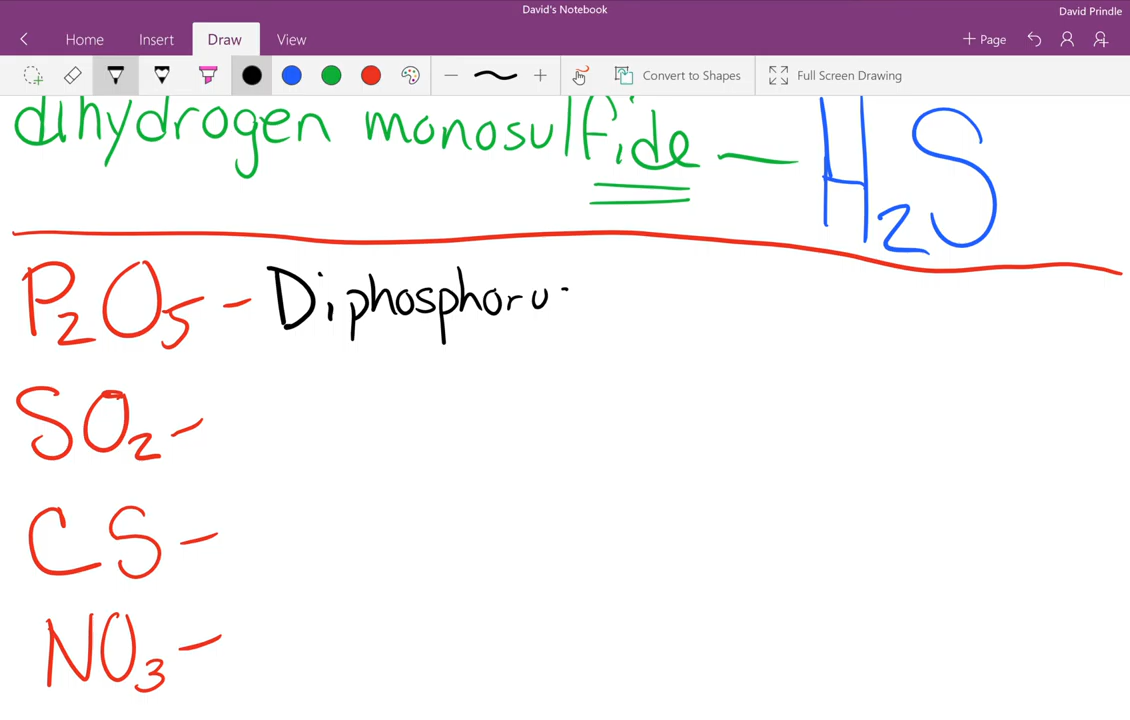 David's Notebook
David Prindle
Home Insert Draw View + Page
Convert to Shapes Full Screen Drawing
dihydrogen monosulfide — H₂S
P₂O₅ - Diphosphoru
SO₂ -
CS -
NO₃ -